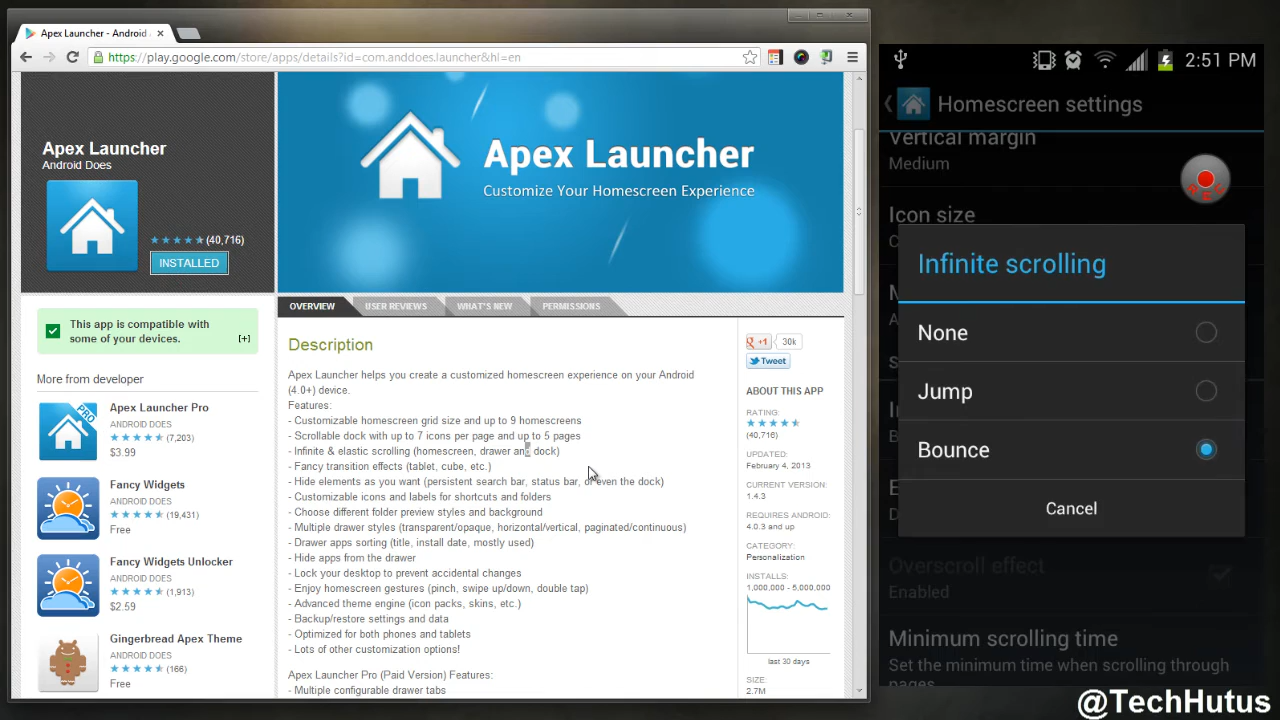 Apex Launcher - Android
https://play.google.com/store/apps/details?id=com.anddoes.launcher&hl=en
Apex Launcher
Android Does
(40,716)
INSTALLED
Apex Launcher
Customize Your Homescreen Experience
This app is compatible with
some of your devices.
[+]
More from developer
PRO
Apex Launcher Pro
ANDROID DOES
(7,203)
$3.99
Fancy Widgets
ANDROID DOES
(19,431)
Free
Fancy Widgets Unlocker
ANDROID DOES
(1,913)
$2.59
Gingerbread Apex Theme
ANDROID DOES
(166)
Free
OVERVIEW
USER REVIEWS
WHAT'S NEW
PERMISSIONS
Description
Apex Launcher helps you create a customized homescreen experience on your Android
(4.0+) device.
Features:
- Customizable homescreen grid size and up to 9 homescreens
- Scrollable dock with up to 7 icons per page and up to 5 pages
- Infinite & elastic scrolling (homescreen, drawer and dock)
- Fancy transition effects (tablet, cube, etc.)
- Hide elements as you want (persistent search bar, status bar, or even the dock)
- Customizable icons and labels for shortcuts and folders
- Choose different folder preview styles and background
- Multiple drawer styles (transparent/opaque, horizontal/vertical, paginated/continuous)
- Drawer apps sorting (title, install date, mostly used)
- Hide apps from the drawer
- Lock your desktop to prevent accidental changes
- Enjoy homescreen gestures (pinch, swipe up/down, double tap)
- Advanced theme engine (icon packs, skins, etc.)
- Backup/restore settings and data
- Optimized for both phones and tablets
- Lots of other customization options!
Apex Launcher Pro (Paid Version) Features:
- Multiple configurable drawer tabs
+1
30k
Tweet
ABOUT THIS APP
RATING:
(40,716)
UPDATED:
February 4, 2013
CURRENT VERSION:
1.4.3
REQUIRES ANDROID:
4.0.3 and up
CATEGORY:
Personalization
INSTALLS:
1,000,000 - 5,000,000
last 30 days
SIZE:
2.7M
2:51 PM
Homescreen settings
Vertical margin
Medium
REC
Icon size
Infinite scrolling
None
Jump
Bounce
Cancel
Overscroll effect
Enabled
Minimum scrolling time
Set the minimum time when scrolling through
pages
@TechHutus